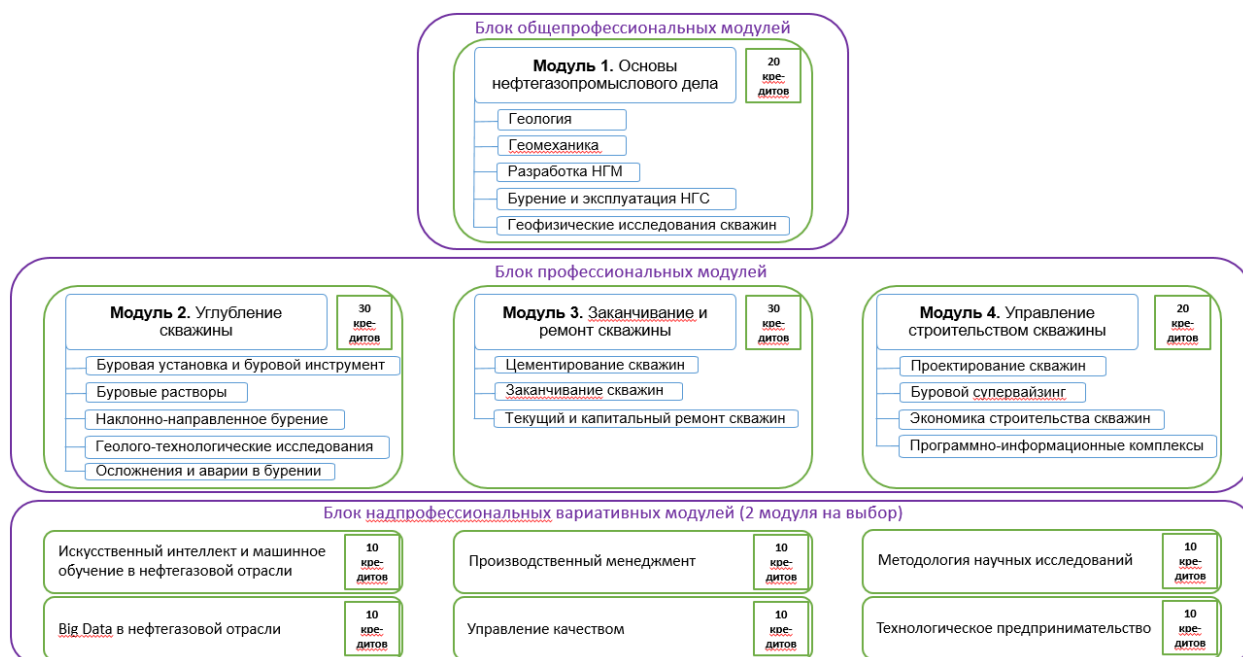 Блок общепрофессиональных модулей
Модуль 1. Основы
нефтегазопромыслового дела
20
кре-
дитов
Геология
Геомеханика
Разработка НГМ
Бурение и эксплуатация НГС
Геофизические исследования скважин
Блок профессиональных модулей
Модуль 2. Углубление
скважины
30
кре-
дитов
Буровая установка и буровой инструмент
Буровые растворы
Наклонно-направленное бурение
Геолого-технологические исследования
Осложнения и аварии в бурении
Модуль 3. Заканчивание и
ремонт скважины
30
кре-
дитов
Цементирование скважин
Заканчивание скважин
Текущий и капитальный ремонт скважин
Модуль 4. Управление
строительством скважины
20
кре-
дитов
Проектирование скважин
Буровой супервайзинг
Экономика строительства скважин
Программно-информационные комплексы
Блок надпрофессиональных вариативных модулей (2 модуля на выбор)
Искусственный интеллект и машинное
обучение в нефтегазовой отрасли
10
кре-
дитов
Производственный менеджмент
10
кре-
дитов
Методология научных исследований
10
кре-
дитов
Big Data в нефтегазовой отрасли
10
кре-
дитов
Управление качеством
10
кре-
дитов
Технологическое предпринимательство
10
кре-
дитов